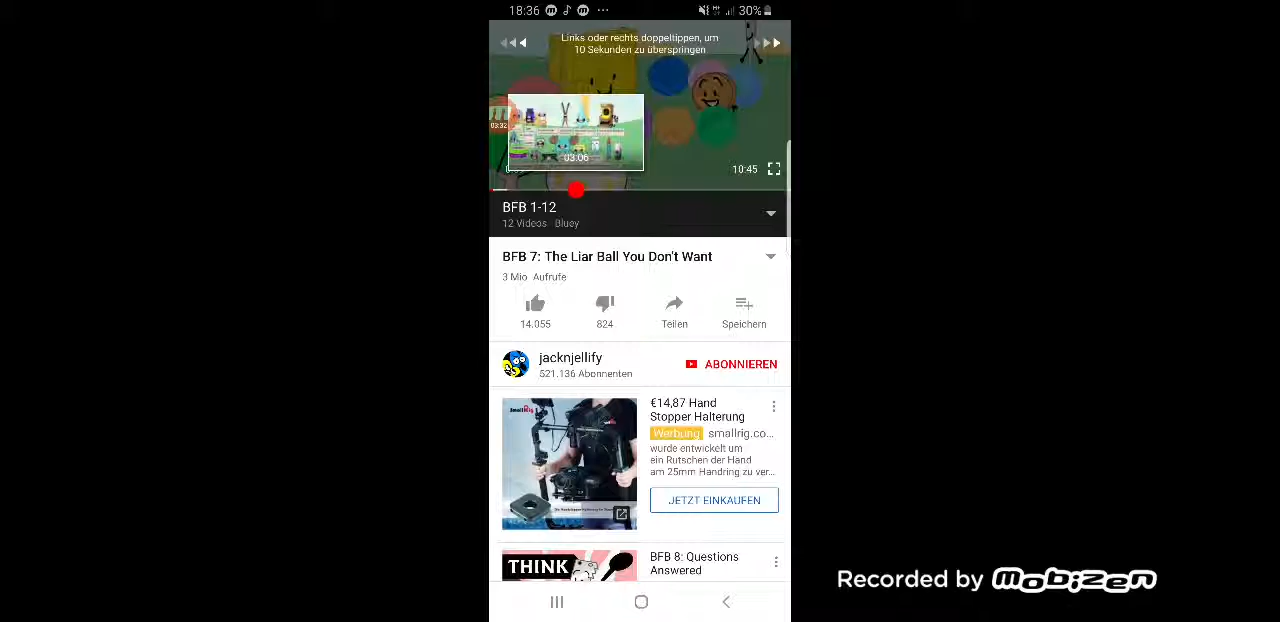 18:36
30%
Links oder rechts doppeltippen, um
10 Sekunden zu überspringen
03:32
03:06
10:45
BFB 1-12
12 Videos Bluey
BFB 7: The Liar Ball You Don't Want
3 Mio Aufrufe
14.055
824
Teilen
Speichern
jacknjellify
521.136 Abonnenten
ABONNIEREN
SmallRig
€14,87 Hand
Stopper Halterung
Werbung smallrig.co...
wurde entwickelt um
ein Rutschen der Hand
am 25mm Handring zu ver...
JETZT EINKAUFEN
THINK
BFB 8: Questions
Answered
Recorded by mobizen